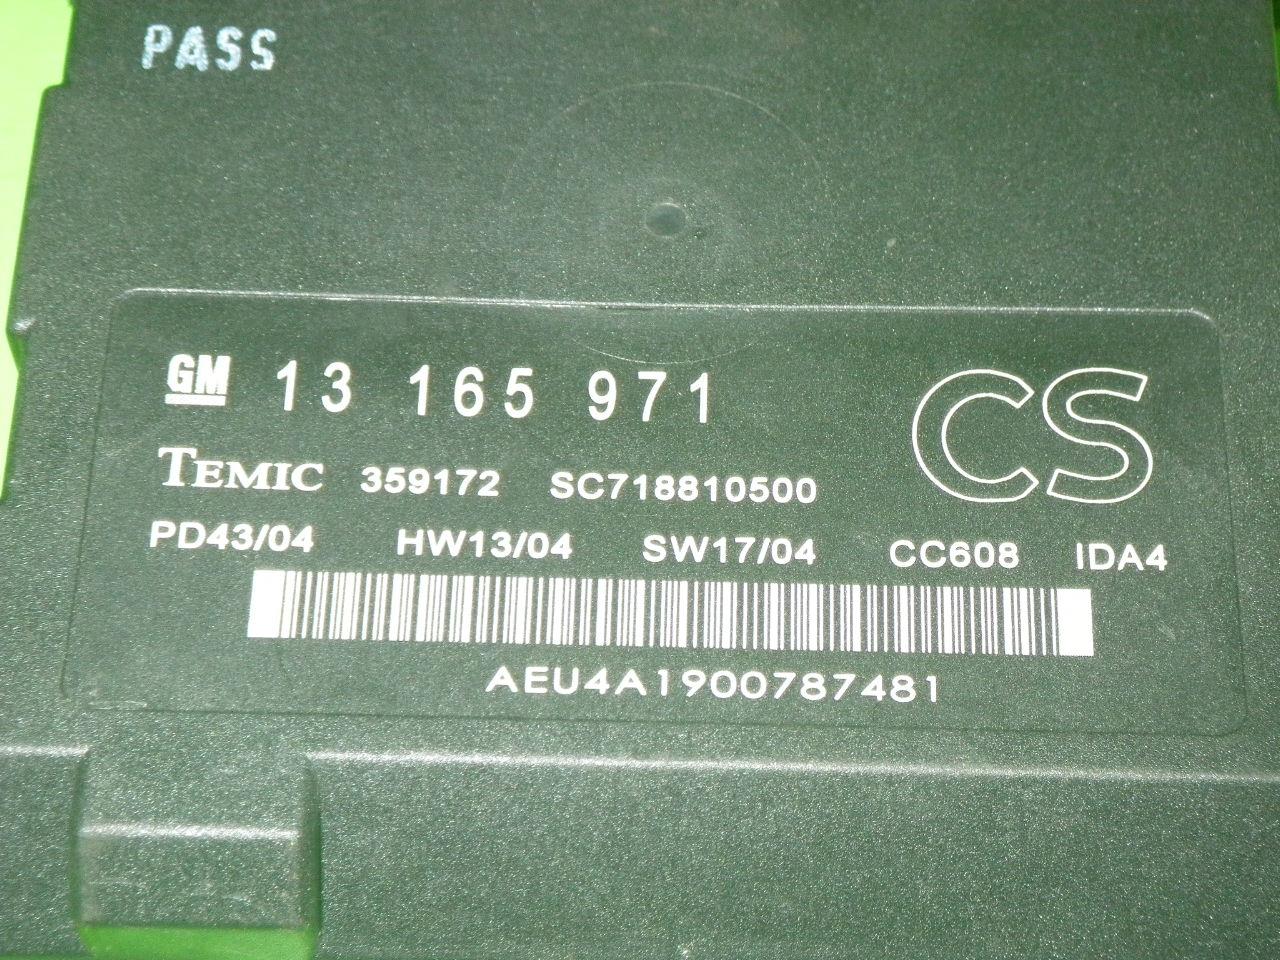 PASS
GM 13 165 971 CS
TEMIC 359172 SC718810500
PD43/04 HW13/04 SW17/04 CC608 IDA4
AEU4A1900787481